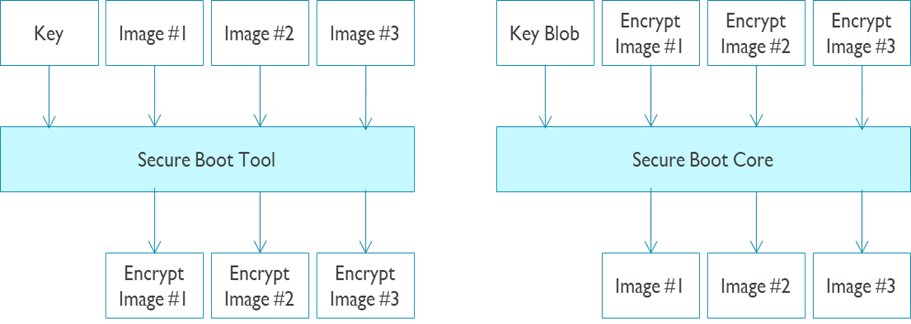 Key
Image #1
Image #2
Image #3
Secure Boot Tool
Encrypt
Image #1
Encrypt
Image #2
Encrypt
Image #3
Key Blob
Encrypt
Image #1
Encrypt
Image #2
Encrypt
Image #3
Secure Boot Core
Image #1
Image #2
Image #3